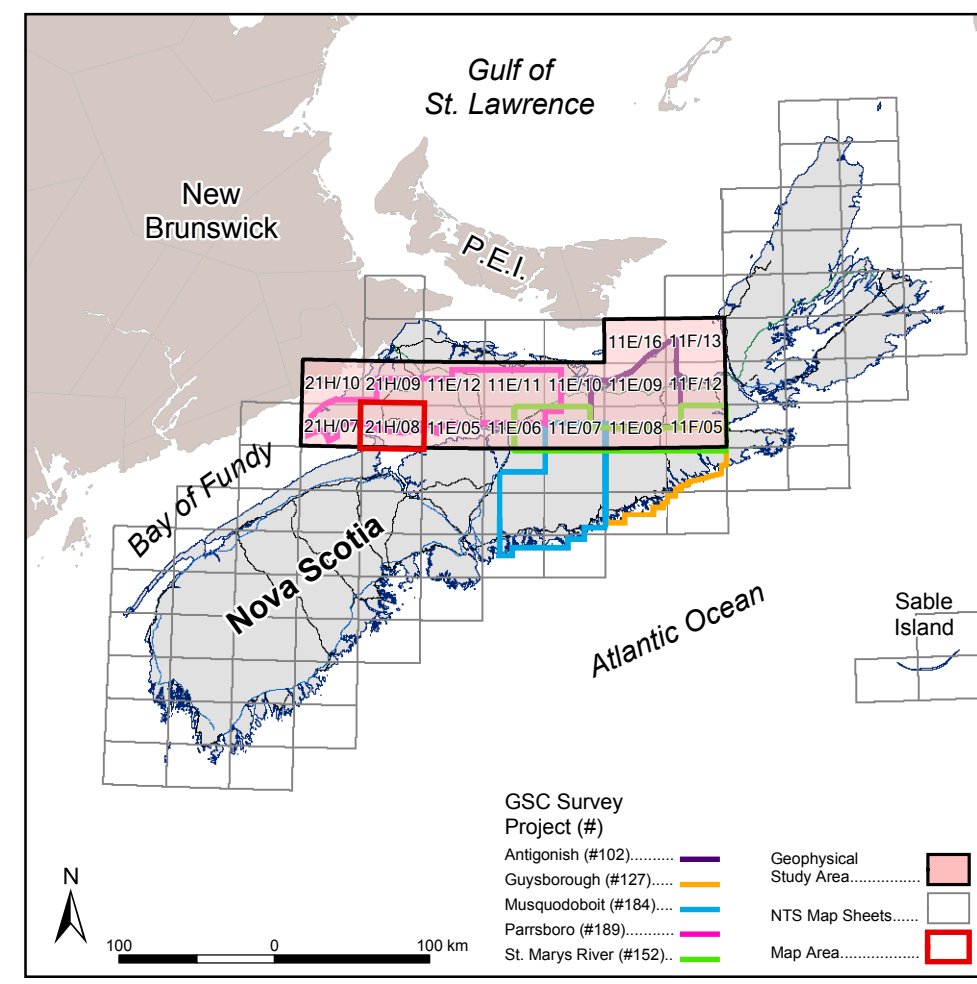 Gulf of
St. Lawrence
New
Brunswick
P.E.I.
11E/16 11F/13
21H/10 21H/09 11E/12 11E/11 11E/10 11E/09 11F/12
21H/07 21H/08 11E/05 11E/06 11E/07 11E/08 11F/05
Bay of Fundy
Nova Scotia
Atlantic Ocean
Sable
Island
GSC Survey
Project (#)
Antigonish (#102)..........
Guysborough (#127).....
Musquodoboit (#184)....
Parrsboro (#189)...........
St. Marys River (#152)..
Geophysical
Study Area................
NTS Map Sheets......
Map Area..................
N
100 0 100 km